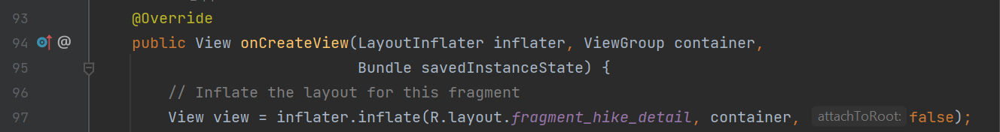 93 @Override
94 @ public View onCreateView(LayoutInflater inflater, ViewGroup container,
95 Bundle savedInstanceState) {
96 // Inflate the layout for this fragment
97 View view = inflater.inflate(R.layout.fragment_hike_detail, container, attachToRoot: false);